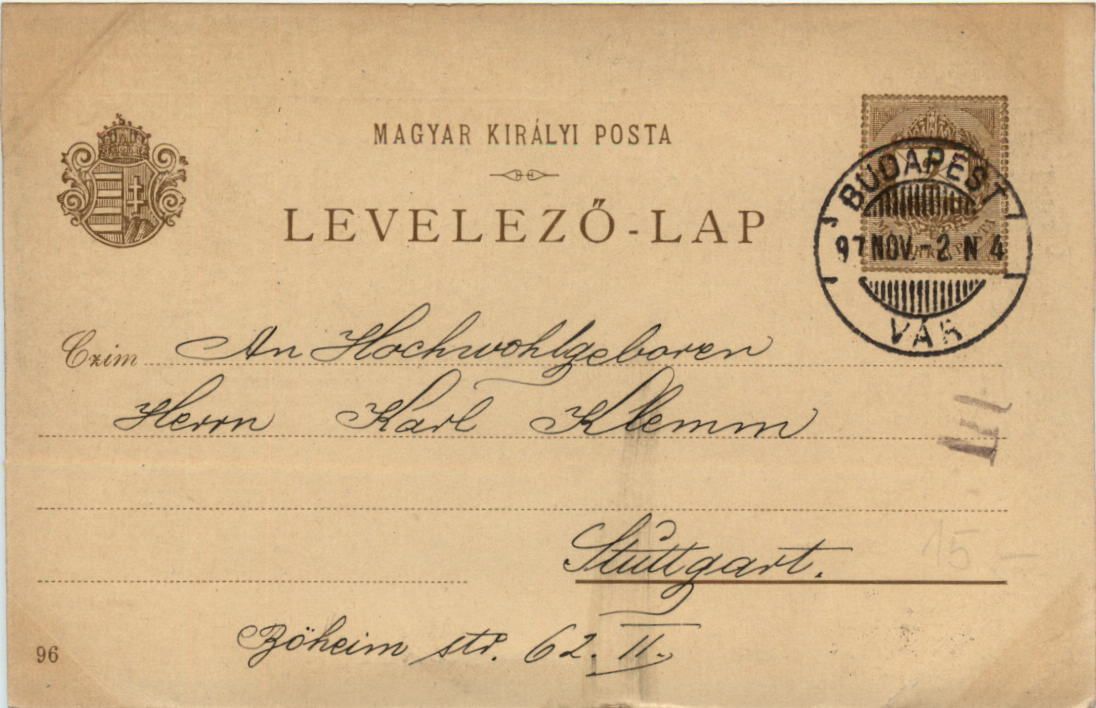 MAGYAR KIRÁLYI POSTA
LEVELEZŐ-LAP
BUDAPEST
97 NOV.-2. N 4
VÁR
Czim An Hochwohlgeboren
Herrn Karl Klemm
Stuttgart.
Böheim str. 62. II.
15 –
96